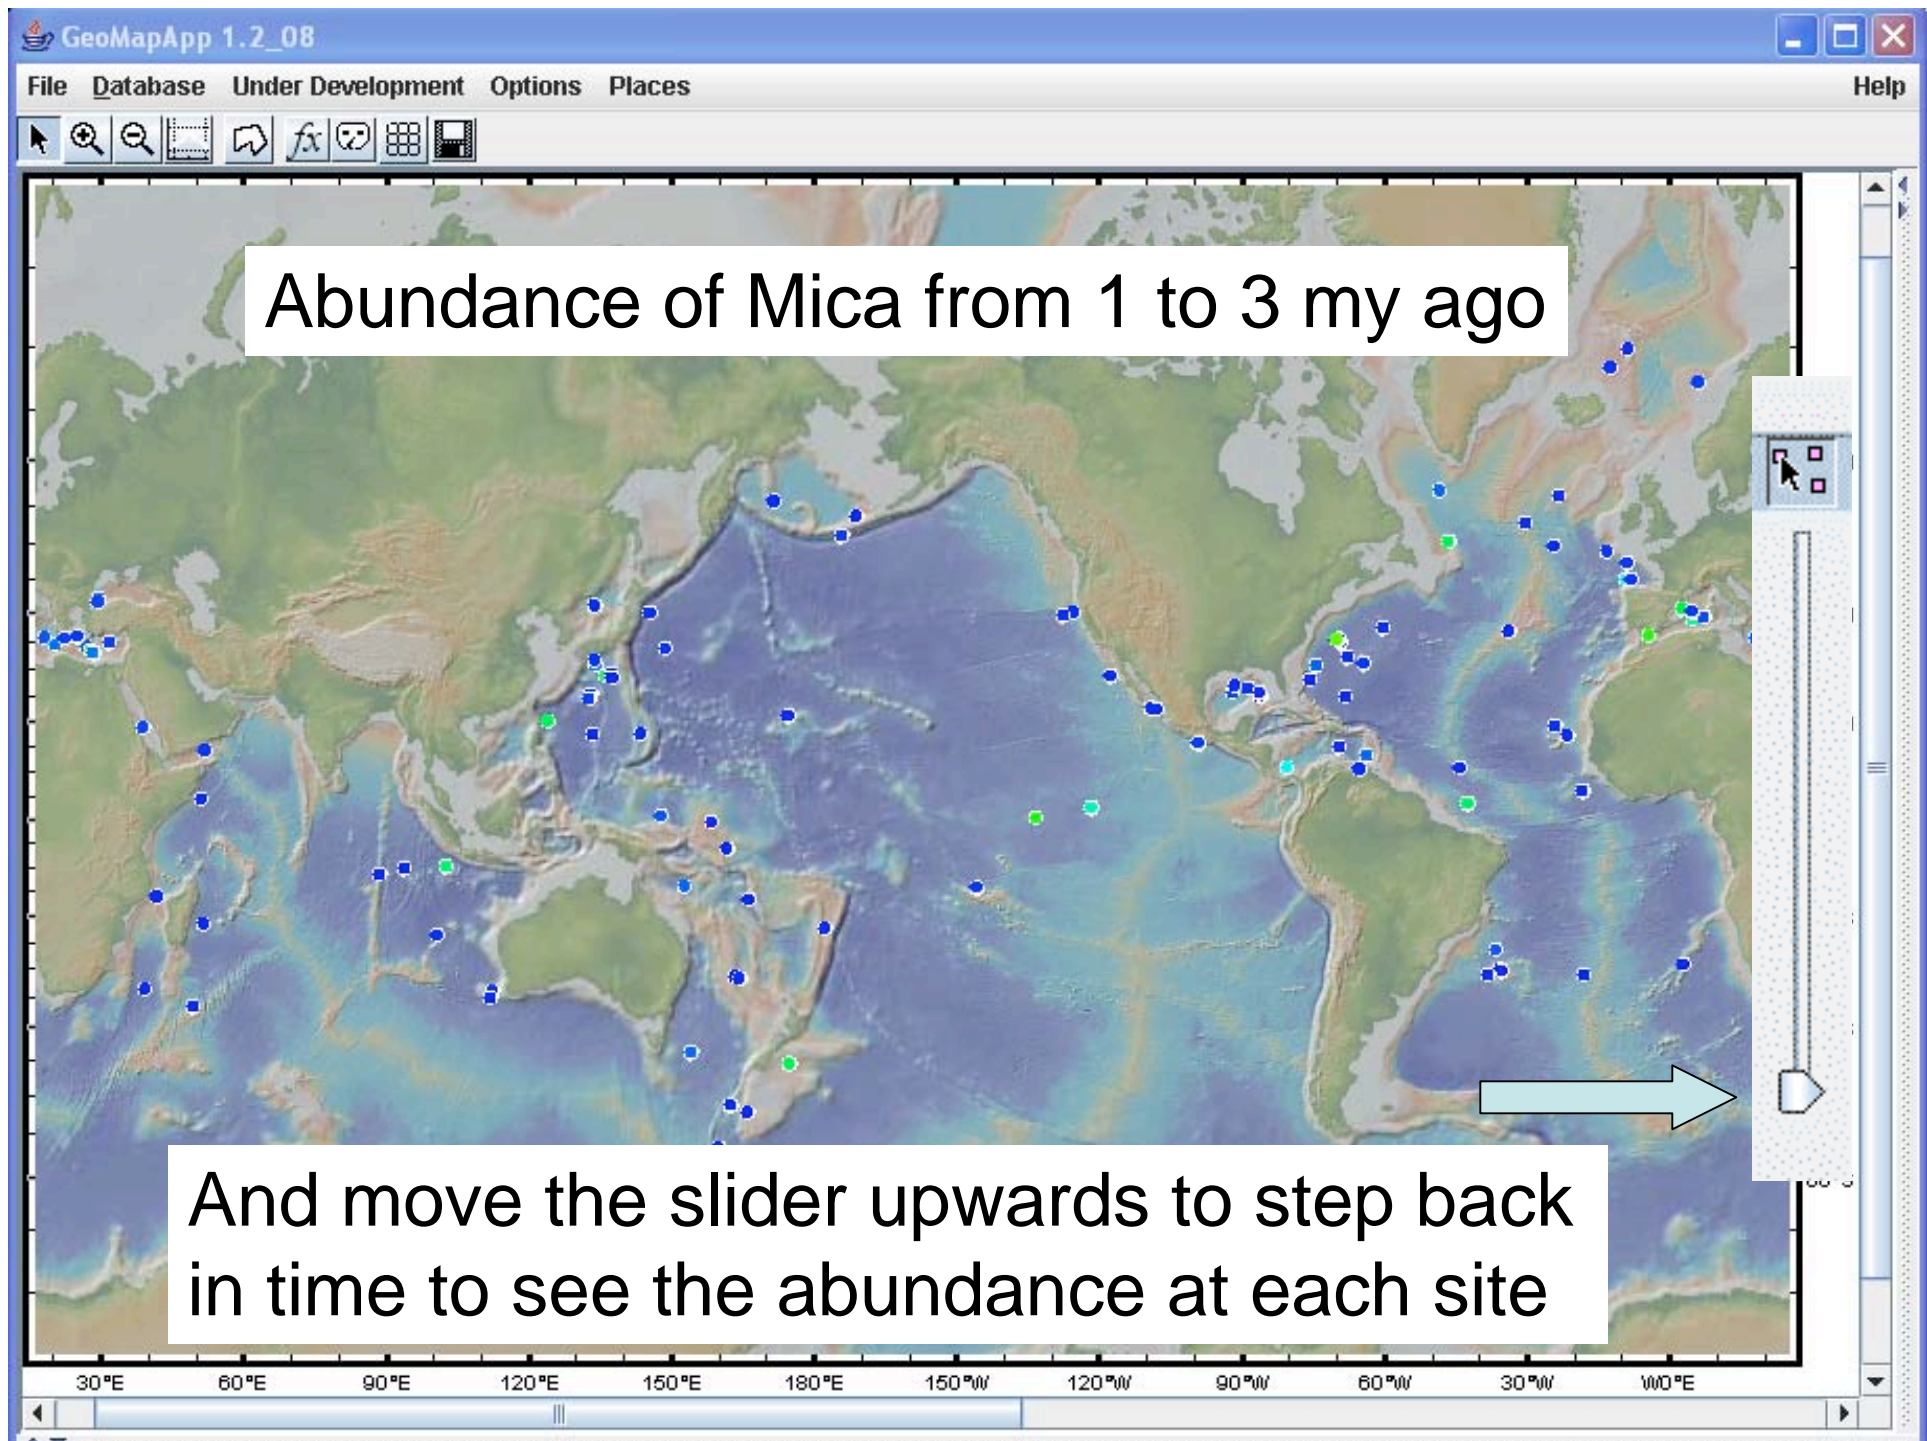 GeoMapApp 1.2_08
File Database Under Development Options Places Help
fx
Abundance of Mica from 1 to 3 my ago
And move the slider upwards to step back
in time to see the abundance at each site
30°E 60°E 90°E 120°E 150°E 180°E 150°W 120°W 90°W 60°W 30°W W0°E